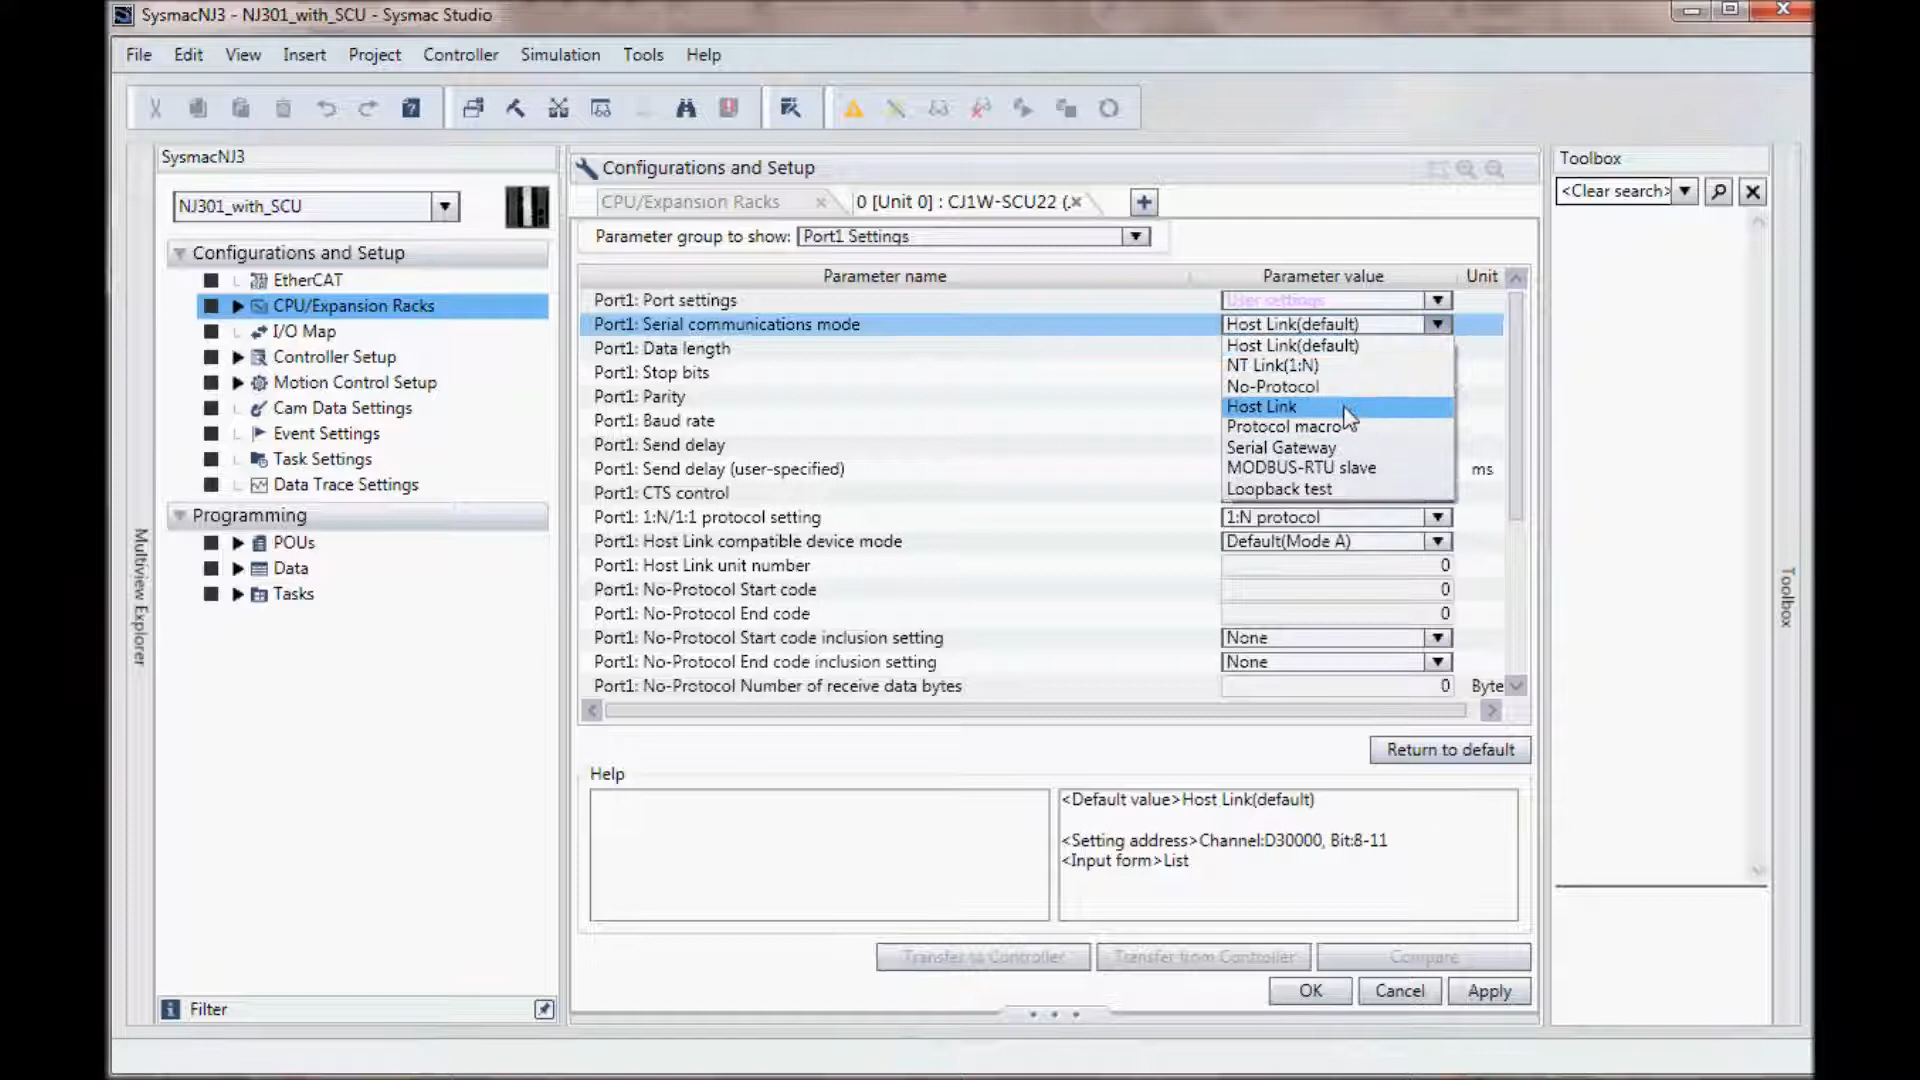 SysmacNJ3 - NJ301_with_SCU - Sysmac Studio
File Edit View Insert Project Controller Simulation Tools Help
Multiview Explorer
SysmacNJ3
NJ301_with_SCU
Configurations and Setup
EtherCAT
CPU/Expansion Racks
I/O Map
Controller Setup
Motion Control Setup
Cam Data Settings
Event Settings
Task Settings
Data Trace Settings
Programming
POUs
Data
Tasks
Filter
Configurations and Setup
CPU/Expansion Racks 0 [Unit 0] : CJ1W-SCU22 (.
Parameter group to show: Port1 Settings
Parameter name Parameter value Unit
Port1: Port settings User settings
Port1: Serial communications mode Host Link(default)
Port1: Data length
Port1: Stop bits
Port1: Parity
Port1: Baud rate
Port1: Send delay
Port1: Send delay (user-specified) ms
Port1: CTS control
Host Link(default)
NT Link(1:N)
No-Protocol
Host Link
Protocol macro
Serial Gateway
MODBUS-RTU slave
Loopback test
Port1: 1:N/1:1 protocol setting 1:N protocol
Port1: Host Link compatible device mode Default(Mode A)
Port1: Host Link unit number 0
Port1: No-Protocol Start code 0
Port1: No-Protocol End code 0
Port1: No-Protocol Start code inclusion setting None
Port1: No-Protocol End code inclusion setting None
Port1: No-Protocol Number of receive data bytes 0 Byte
Return to default
Help
<Default value>Host Link(default)
<Setting address>Channel:D30000, Bit:8-11
<Input form>List
Transfer to Controller Transfer from Controller Compare
OK Cancel Apply
Toolbox
<Clear search>
Toolbox